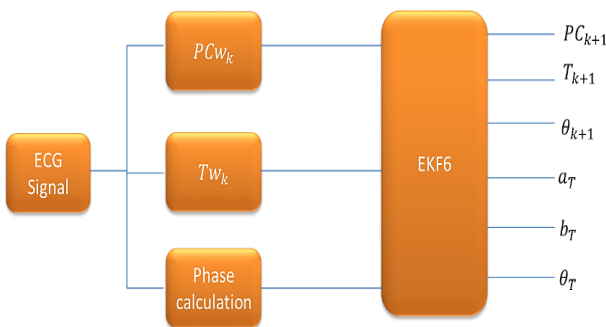 ECG
Signal
PCw_k
Tw_k
Phase
calculation
EKF6
PC_{k+1}
T_{k+1}
θ_{k+1}
a_T
b_T
θ_T